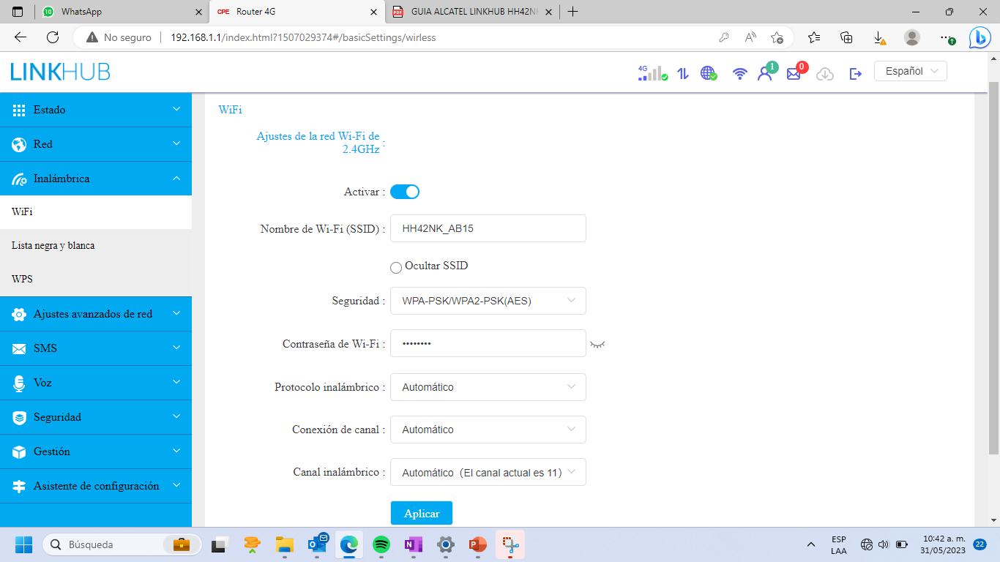 WhatsApp
CPE Router 4G
GUIA ALCATEL LINKHUB HH42NK
No seguro
192.168.1.1/index.html?1507029374#/basicSettings/wirless
LINKHUB
4G
1
0
Español
Estado
Red
Inalámbrica
WiFi
Lista negra y blanca
WPS
Ajustes avanzados de red
SMS
Voz
Seguridad
Gestión
Asistente de configuración
WiFi
Ajustes de la red Wi-Fi de
2.4GHz :
Activar :
Nombre de Wi-Fi (SSID) : HH42NK_AB15
Ocultar SSID
Seguridad : WPA-PSK/WPA2-PSK(AES)
Contraseña de Wi-Fi : ••••••••
Protocolo inalámbrico : Automático
Conexión de canal : Automático
Canal inalámbrico : Automático (El canal actual es 11)
Aplicar
Búsqueda
ESP
LAA
10:42 a. m.
31/05/2023
22